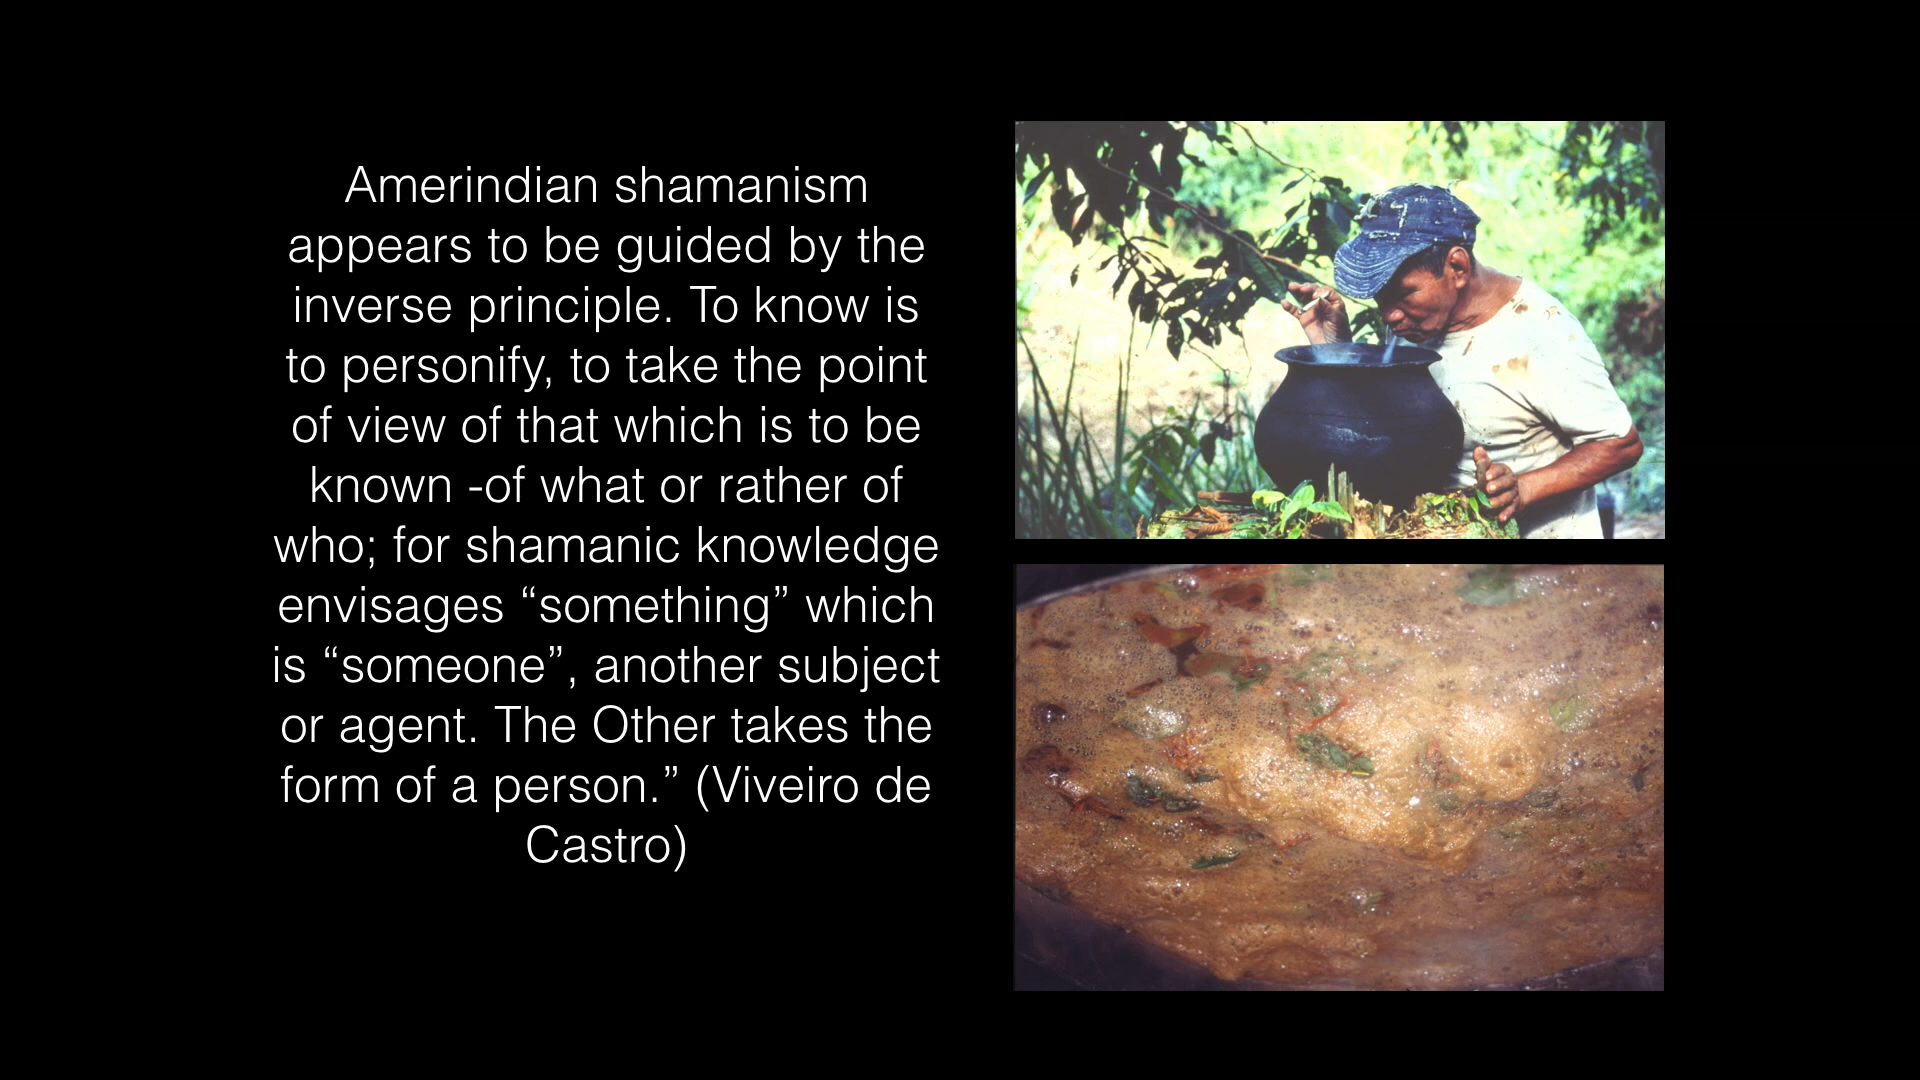 Amerindian shamanism
appears to be guided by the
inverse principle. To know is
to personify, to take the point
of view of that which is to be
known -of what or rather of
who; for shamanic knowledge
envisages “something” which
is “someone”, another subject
or agent. The Other takes the
form of a person.” (Viveiro de
Castro)